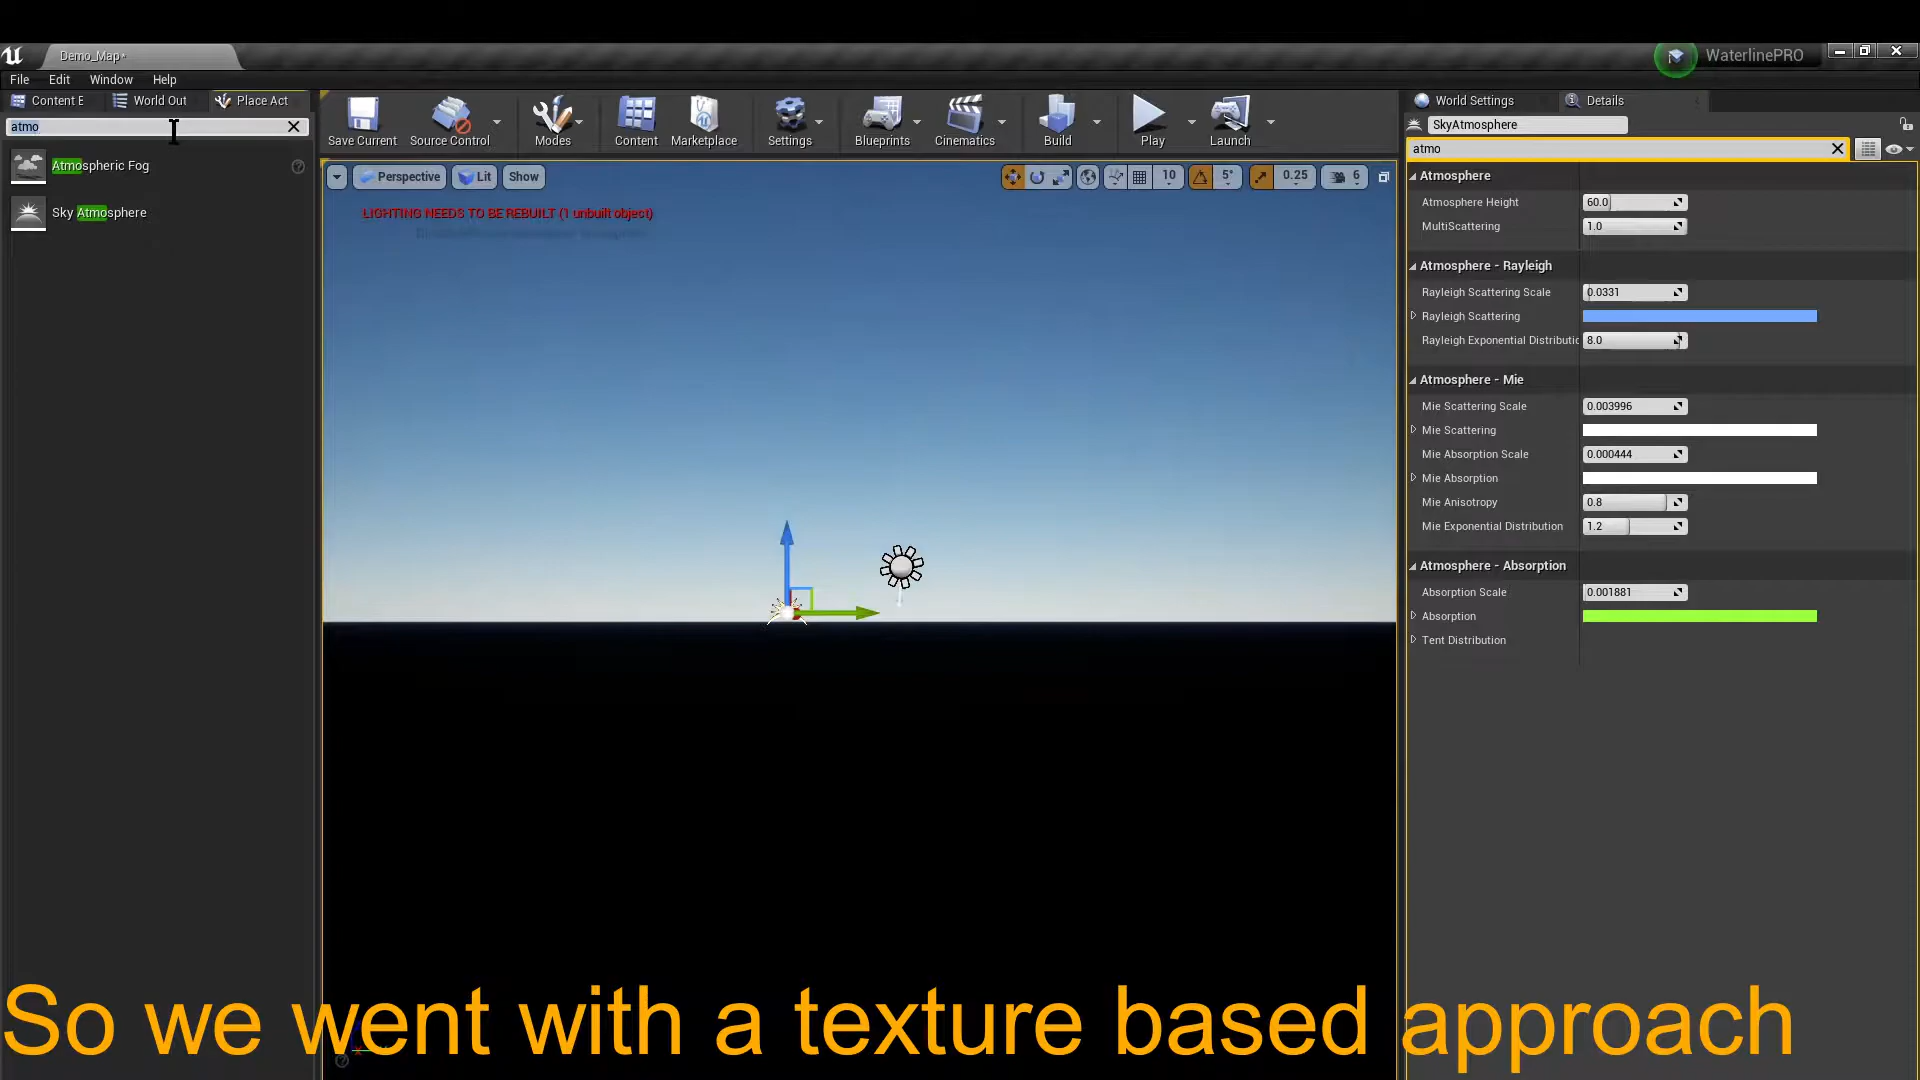 Demo_Map•
WaterlinePRO
File Edit Window Help
Content E World Out Place Act
atmo
Atmospheric Fog
Sky Atmosphere
Save Current Source Control Modes Content Marketplace Settings Blueprints Cinematics Build Play Launch
Perspective Lit Show
10 5° 0.25 6
LIGHTING NEEDS TO BE REBUILT (1 unbuilt object)
World Settings Details
SkyAtmosphere
atmo
Atmosphere
Atmosphere Height 60.0
MultiScattering 1.0
Atmosphere - Rayleigh
Rayleigh Scattering Scale 0.0331
Rayleigh Scattering
Rayleigh Exponential Distributic 8.0
Atmosphere - Mie
Mie Scattering Scale 0.003996
Mie Scattering
Mie Absorption Scale 0.000444
Mie Absorption
Mie Anisotropy 0.8
Mie Exponential Distribution 1.2
Atmosphere - Absorption
Absorption Scale 0.001881
Absorption
Tent Distribution
So we went with a texture based approach